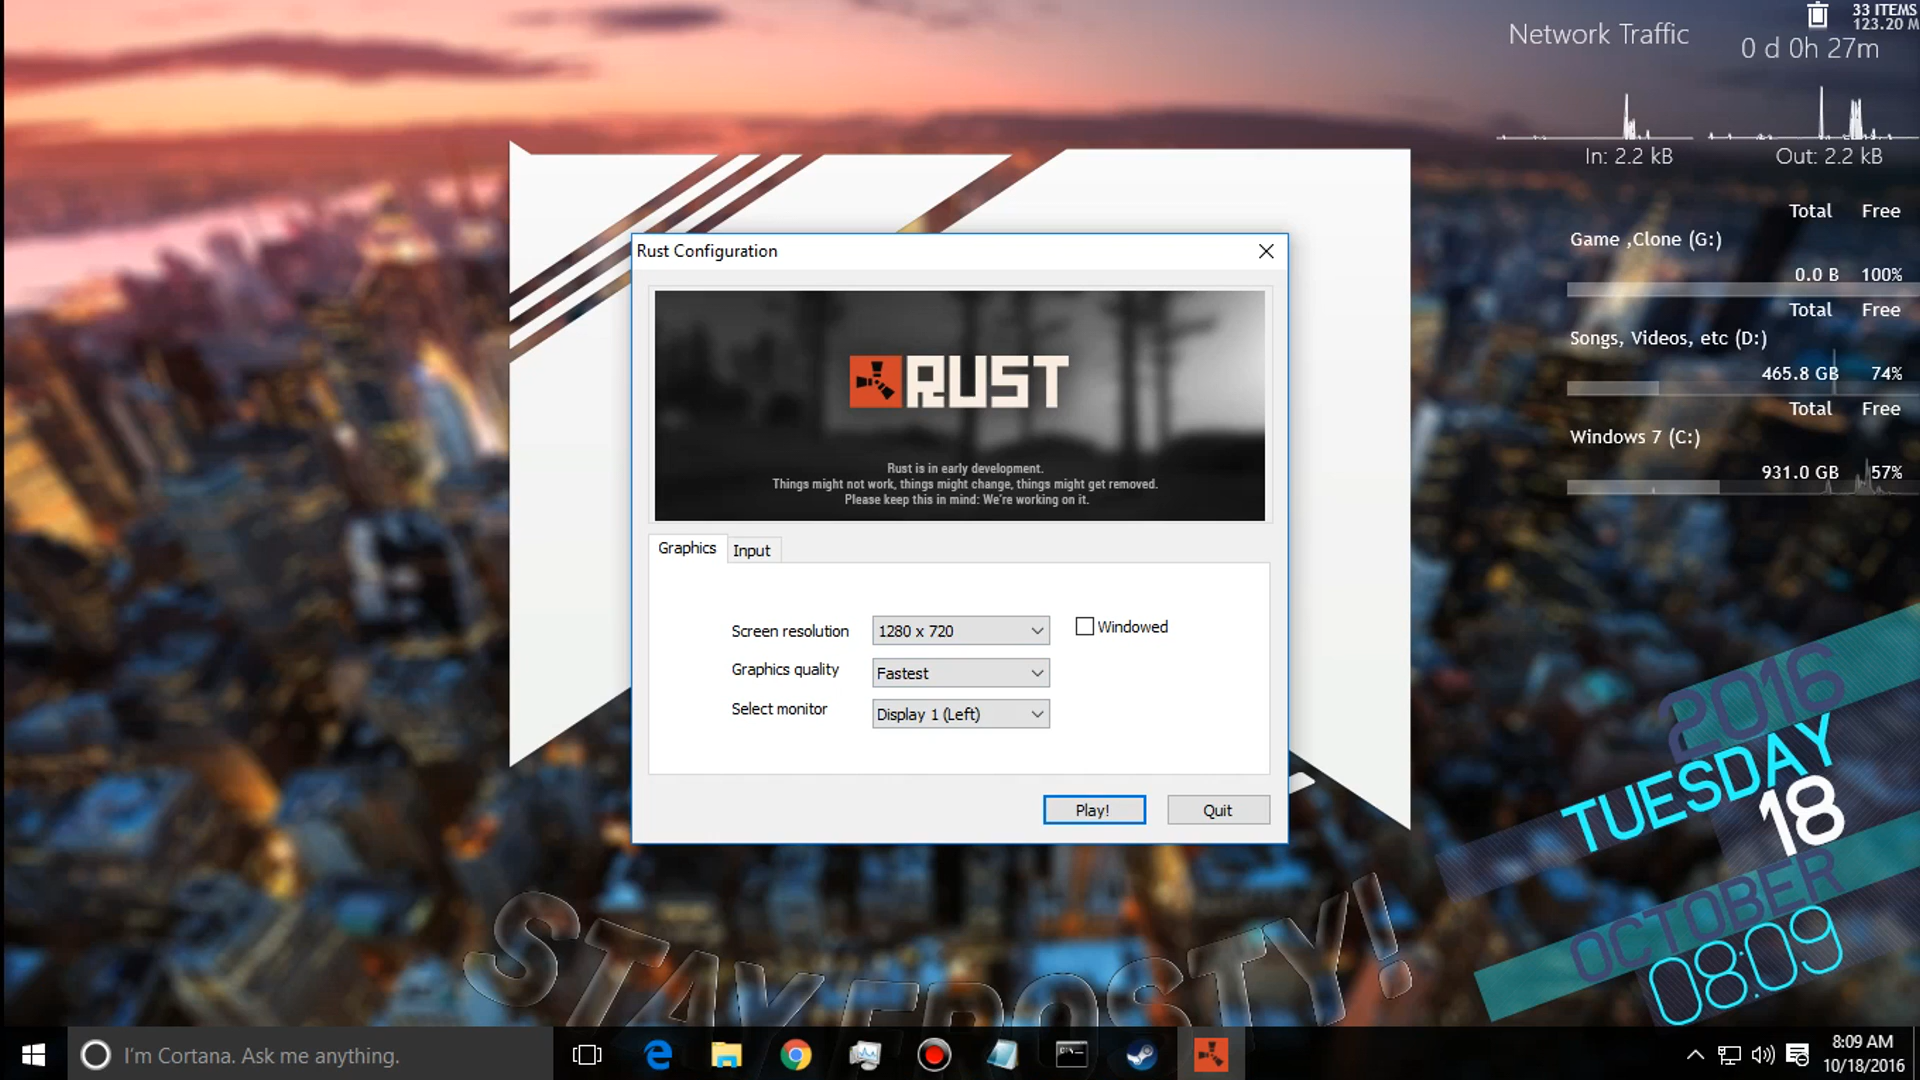 33 ITEMS
123.20 M
Network Traffic
0 d 0h 27m
In: 2.2 kB
Out: 2.2 kB
Total Free
Game ,Clone (G:)
0.0 B 100%
Total Free
Songs, Videos, etc (D:)
465.8 GB 74%
Total Free
Windows 7 (C:)
931.0 GB 57%
Rust Configuration
RUST
Rust is in early development.
Things might not work, things might change, things might get removed.
Please keep this in mind: We're working on it.
Graphics Input
Screen resolution 1280 x 720 Windowed
Graphics quality Fastest
Select monitor Display 1 (Left)
Play! Quit
2016
TUESDAY
18
OCTOBER
08:09
STAY FROSTY!
I'm Cortana. Ask me anything.
8:09 AM
10/18/2016